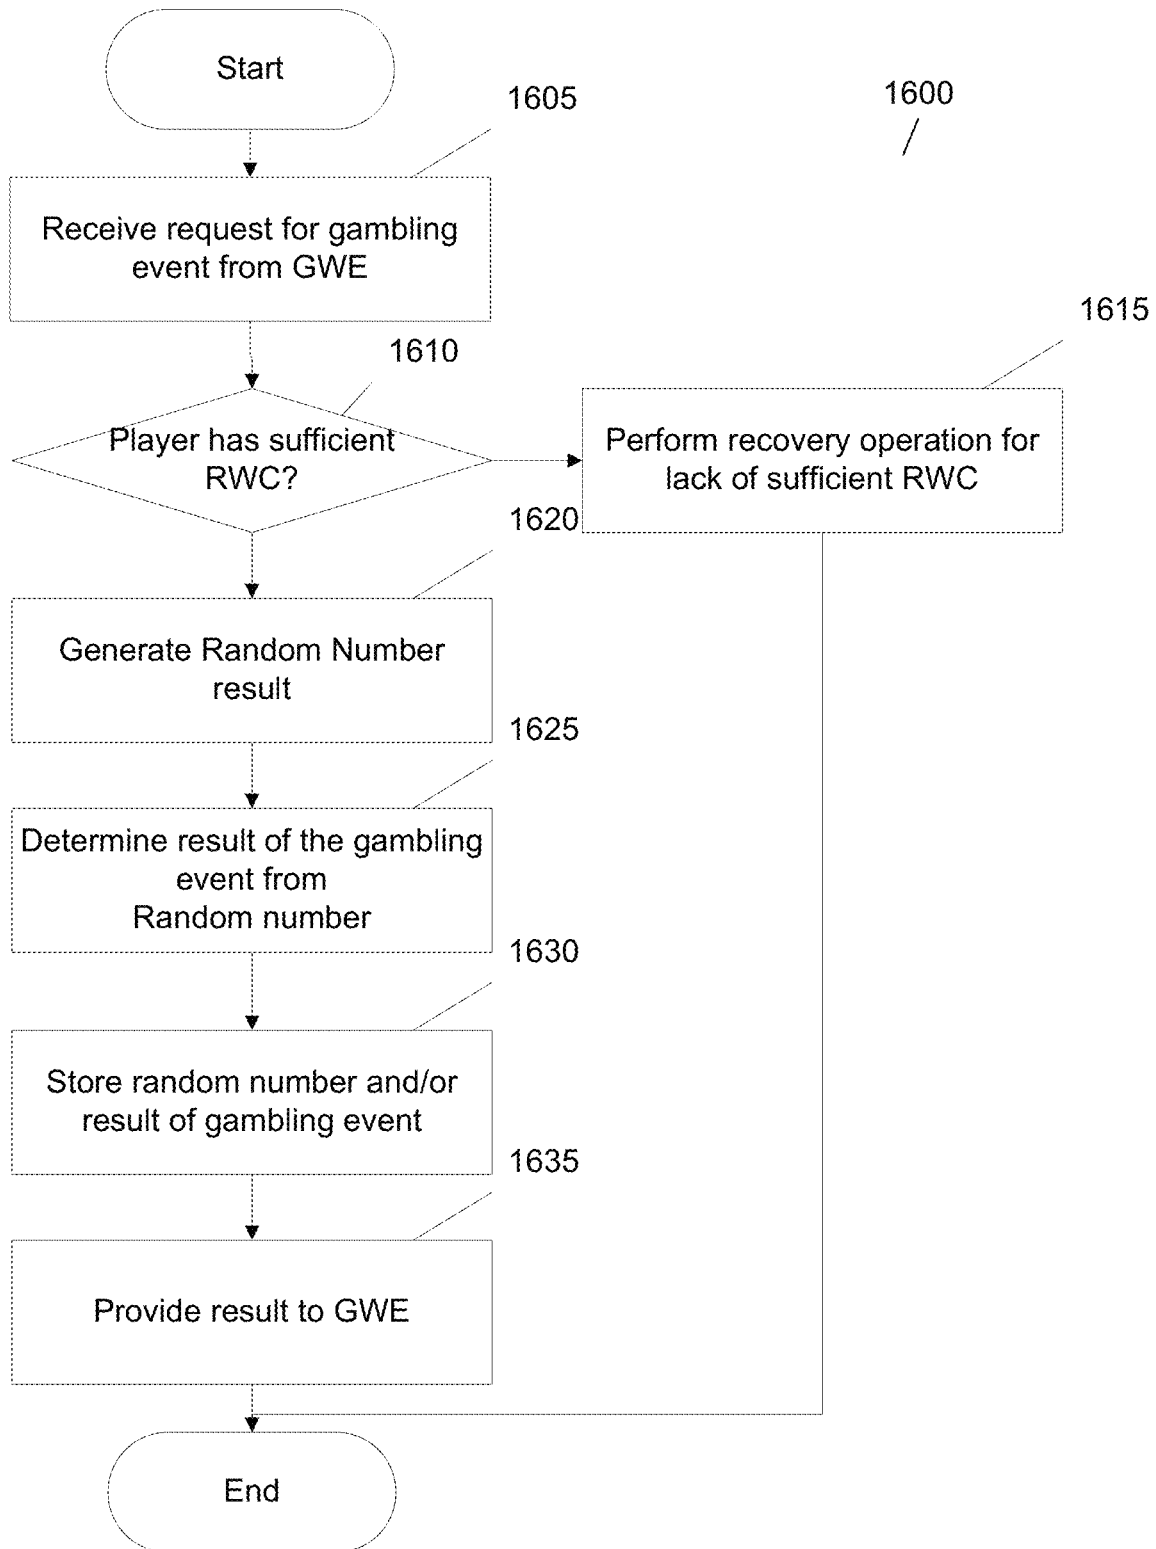 Start
1605
1600
Receive request for gambling
event from GWE
1615
1610
Player has sufficient
RWC?
Perform recovery operation for
lack of sufficient RWC
1620
Generate Random Number
result
1625
Determine result of the gambling
event from
Random number
1630
Store random number and/or
result of gambling event
1635
Provide result to GWE
End